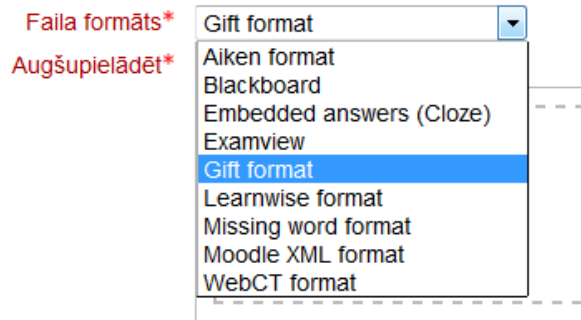 Faila formāts* Gift format
Augšupielādēt*
Aiken format
Blackboard
Embedded answers (Cloze)
Examview
Gift format
Learnwise format
Missing word format
Moodle XML format
WebCT format